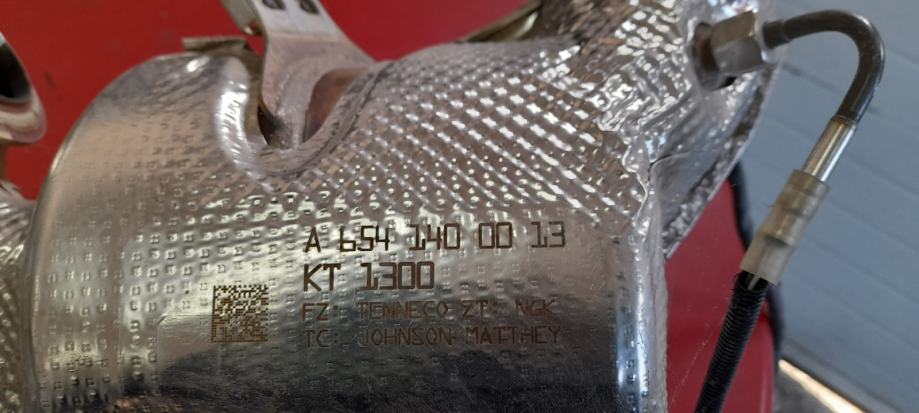 A 654 140 00 13
KT 1300
FZ: TENNECO ZT: NGK
TC: JOHNSON MATTHEY